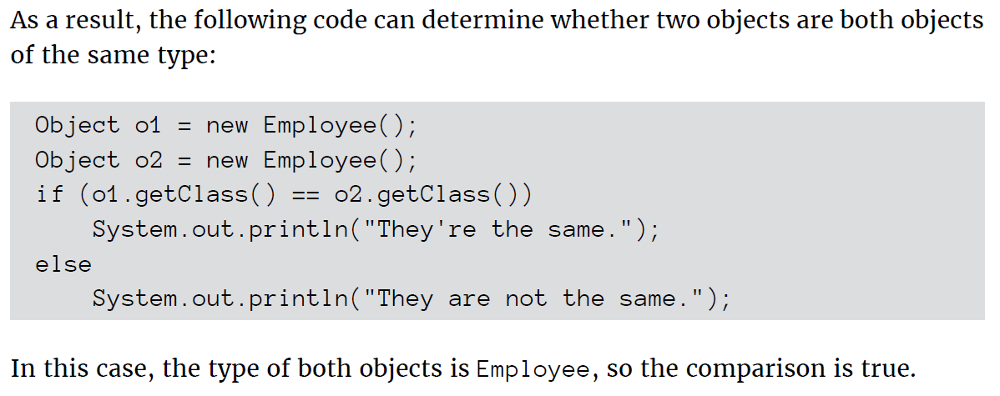 As a result, the following code can determine whether two objects are both objects
of the same type:
Object o1 = new Employee();
Object o2 = new Employee();
if (o1.getClass() == o2.getClass())
    System.out.println("They're the same.");
else
    System.out.println("They are not the same.");
In this case, the type of both objects is Employee, so the comparison is true.